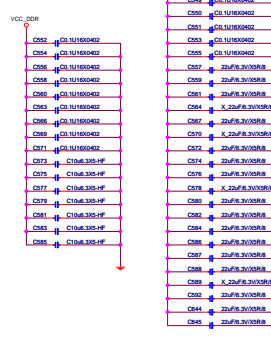 VCC_DDR
C552 C0.1U16X0402
C554 C0.1U16X0402
C556 C0.1U16X0402
C558 C0.1U16X0402
C560 C0.1U16X0402
C563 C0.1U16X0402
C566 C0.1U16X0402
C569 C0.1U16X0402
C571 C0.1U16X0402
C573 C10u6.3X5-HF
C575 C10u6.3X5-HF
C577 C10u6.3X5-HF
C579 C10u6.3X5-HF
C581 C10u6.3X5-HF
C583 C10u6.3X5-HF
C585 C10u6.3X5-HF
C549 C0.1U16X0402
C550 C0.1U16X0402
C551 C0.1U16X0402
C553 C0.1U16X0402
C555 C0.1U16X0402
C557 22uF/6.3V/X5R/8
C559 22uF/6.3V/X5R/8
C561 22uF/6.3V/X5R/8
C564 X_22uF/6.3V/X5R/8
C567 22uF/6.3V/X5R/8
C570 X_22uF/6.3V/X5R/8
C572 22uF/6.3V/X5R/8
C574 22uF/6.3V/X5R/8
C576 22uF/6.3V/X5R/8
C578 X_22uF/6.3V/X5R/8
C580 22uF/6.3V/X5R/8
C582 22uF/6.3V/X5R/8
C584 22uF/6.3V/X5R/8
C586 22uF/6.3V/X5R/8
C587 22uF/6.3V/X5R/8
C588 22uF/6.3V/X5R/8
C589 X_22uF/6.3V/X5R/8
C592 22uF/6.3V/X5R/8
C644 22uF/6.3V/X5R/8
C645 22uF/6.3V/X5R/8